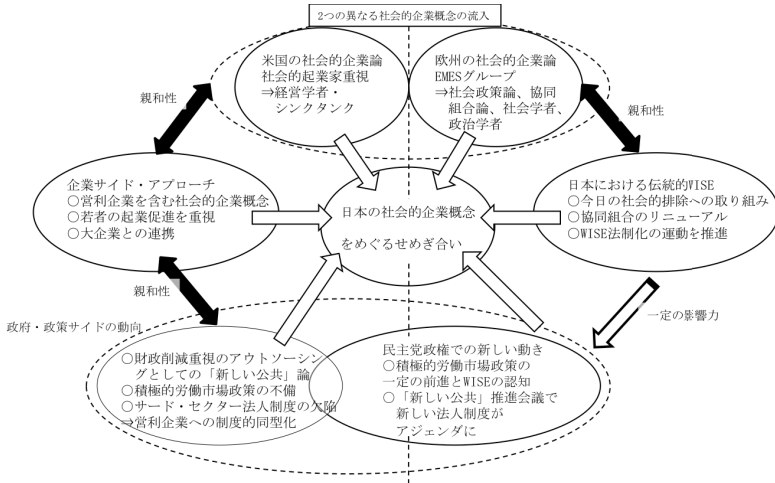 2つの異なる社会的企業概念の流入
米国の社会的企業論
社会的起業家重視
⇒経営学者・
シンクタンク
欧州の社会的企業論
EMESグループ
⇒社会政策論、協同
組合論、社会学者、
政治学者
親和性
親和性
企業サイド・アプローチ
○営利企業を含む社会的企業概念
○若者の起業促進を重視
○大企業との連携
日本の社会的企業概念
をめぐるせめぎ合い
日本における伝統的WISE
○今日の社会的排除への取り組み
○協同組合のリニューアル
○WISE法制化の運動を推進
親和性
政府・政策サイドの動向
一定の影響力
○財政削減重視のアウトソーシン
グとしての「新しい公共」論
○積極的労働市場政策の不備
○サード・セクター法人制度の欠陥
⇒営利企業への制度的同型化
民主党政権での新しい動き
○積極的労働市場政策の
一定の前進とWISEの認知
○「新しい公共」推進会議で
新しい法人制度が
アジェンダに